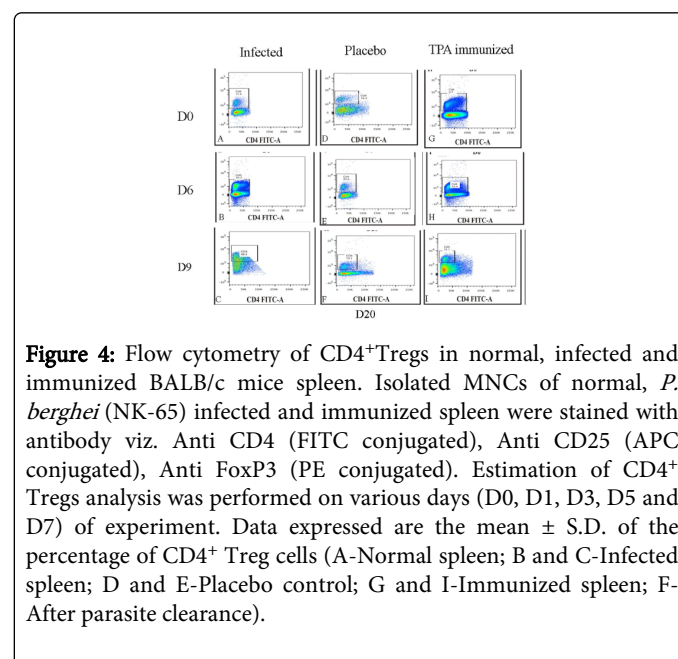 Infected Placebo TPA immunized
D0
A CD4 FITC-A D CD4 FITC-A G CD4 FITC-A
D6
B CD4 FITC-A E CD4 FITC-A H CD4 FITC-A
D9
C CD4 FITC-A F CD4 FITC-A I CD4 FITC-A
D20
Figure 4: Flow cytometry of CD4⁺Tregs in normal, infected and
immunized BALB/c mice spleen. Isolated MNCs of normal, P.
berghei (NK-65) infected and immunized spleen were stained with
antibody viz. Anti CD4 (FITC conjugated), Anti CD25 (APC
conjugated), Anti FoxP3 (PE conjugated). Estimation of CD4⁺
Tregs analysis was performed on various days (D0, D1, D3, D5 and
D7) of experiment. Data expressed are the mean ± S.D. of the
percentage of CD4⁺ Treg cells (A-Normal spleen; B and C-Infected
spleen; D and E-Placebo control; G and I-Immunized spleen; F-
After parasite clearance).